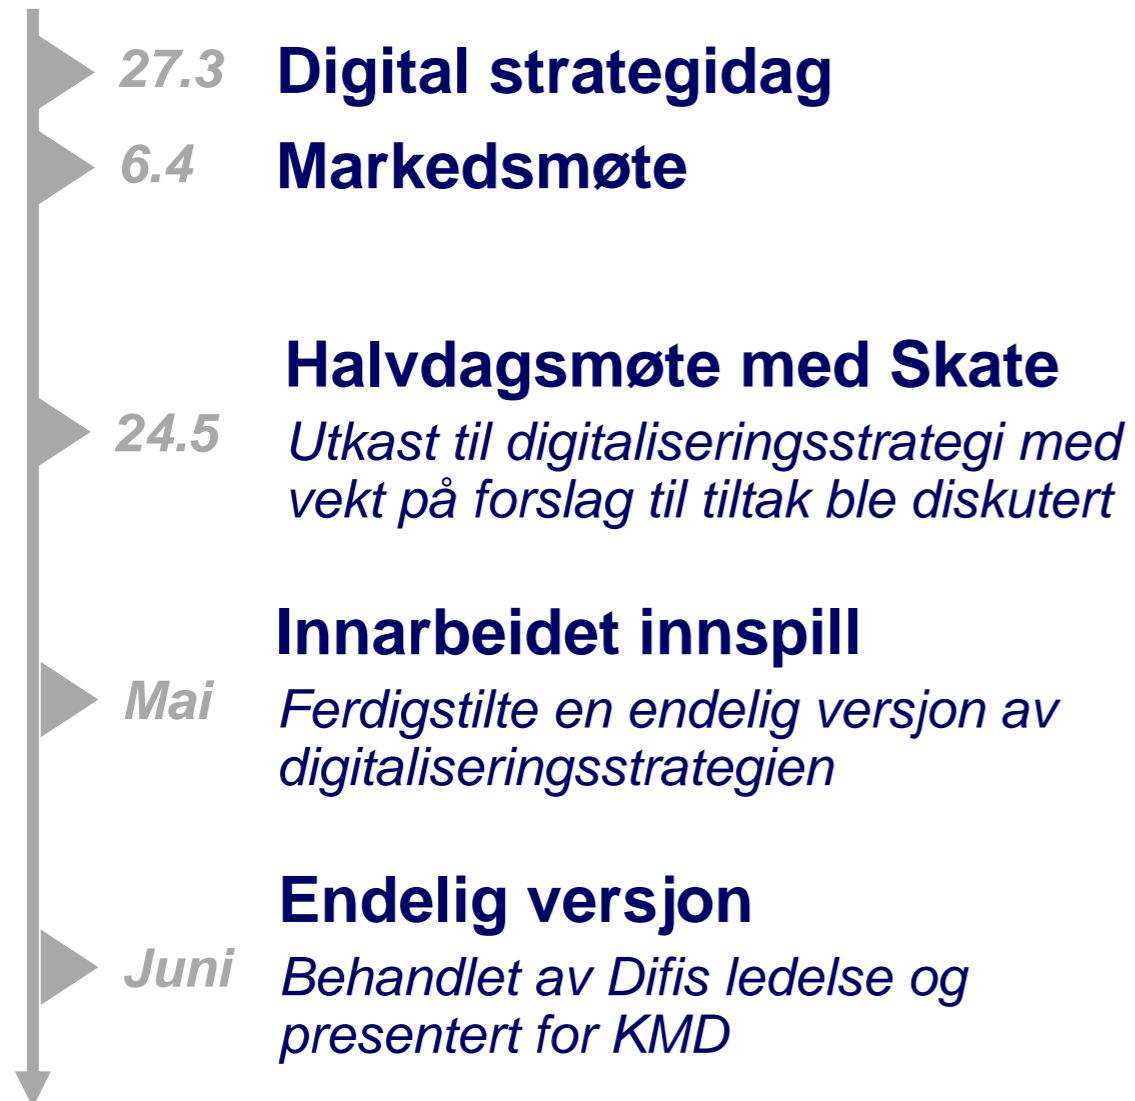 27.3 Digital strategidag
6.4 Markedsmøte
Halvdagsmøte med Skate
24.5
Utkast til digitaliseringsstrategi med
vekt på forslag til tiltak ble diskutert
Innarbeidet innspill
Mai
Ferdigstilte en endelig versjon av
digitaliseringsstrategien
Endelig versjon
Juni
Behandlet av Difis ledelse og
presentert for KMD